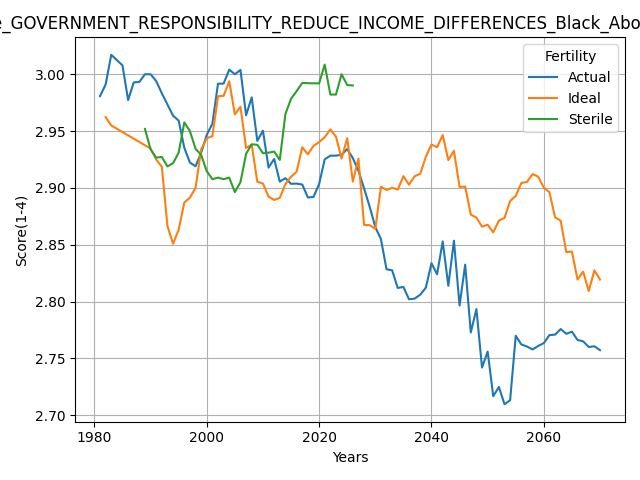 e_GOVERNMENT_RESPONSIBILITY_REDUCE_INCOME_DIFFERENCES_Black_Abo
Fertility
Actual
Ideal
Sterile
Score(1-4)
3.00
2.95
2.90
2.85
2.80
2.75
2.70
1980 2000 2020 2040 2060
Years